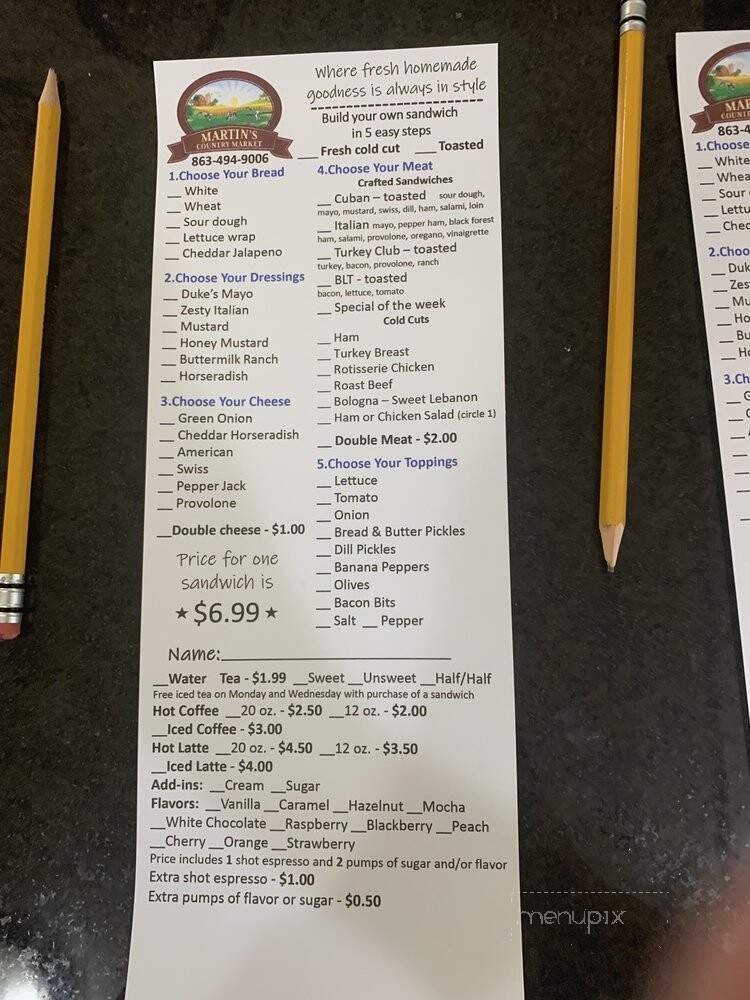 Where fresh homemade
goodness is always in style
MARTIN'S
COUNTRY MARKET
863-494-9006
Build your own sandwich
in 5 easy steps
__ Fresh cold cut ___ Toasted
1.Choose Your Bread
__ White
__ Wheat
__ Sour dough
__ Lettuce wrap
__ Cheddar Jalapeno
2.Choose Your Dressings
__ Duke's Mayo
__ Zesty Italian
__ Mustard
__ Honey Mustard
__ Buttermilk Ranch
__ Horseradish
3.Choose Your Cheese
__ Green Onion
__ Cheddar Horseradish
__ American
__ Swiss
__ Pepper Jack
__ Provolone
__Double cheese - $1.00
Price for one
sandwich is
★ $6.99 ★
4.Choose Your Meat
Crafted Sandwiches
__ Cuban – toasted sour dough,
mayo, mustard, swiss, dill, ham, salami, loin
__ Italian mayo, pepper ham, black forest
ham, salami, provolone, oregano, vinaigrette
__ Turkey Club – toasted
turkey, bacon, provolone, ranch
__ BLT - toasted
bacon, lettuce, tomato
__ Special of the week
Cold Cuts
__ Ham
__ Turkey Breast
__ Rotisserie Chicken
__ Roast Beef
__ Bologna – Sweet Lebanon
__ Ham or Chicken Salad (circle 1)
__ Double Meat - $2.00
5.Choose Your Toppings
__ Lettuce
__ Tomato
__ Onion
__ Bread & Butter Pickles
__ Dill Pickles
__ Banana Peppers
__ Olives
__ Bacon Bits
__ Salt __ Pepper
Name:______________________
__Water Tea - $1.99 __Sweet __Unsweet __Half/Half
Free iced tea on Monday and Wednesday with purchase of a sandwich
Hot Coffee __20 oz. - $2.50 __12 oz. - $2.00
__Iced Coffee - $3.00
Hot Latte __20 oz. - $4.50 __12 oz. - $3.50
__Iced Latte - $4.00
Add-ins: __Cream __Sugar
Flavors: __Vanilla __Caramel __Hazelnut __Mocha
__White Chocolate __Raspberry __Blackberry __Peach
__Cherry __Orange __Strawberry
Price includes 1 shot espresso and 2 pumps of sugar and/or flavor
Extra shot espresso - $1.00
Extra pumps of flavor or sugar - $0.50
863-4
1.Choose
__ White
__ Sour
2.Choo
3.Ch
menupix